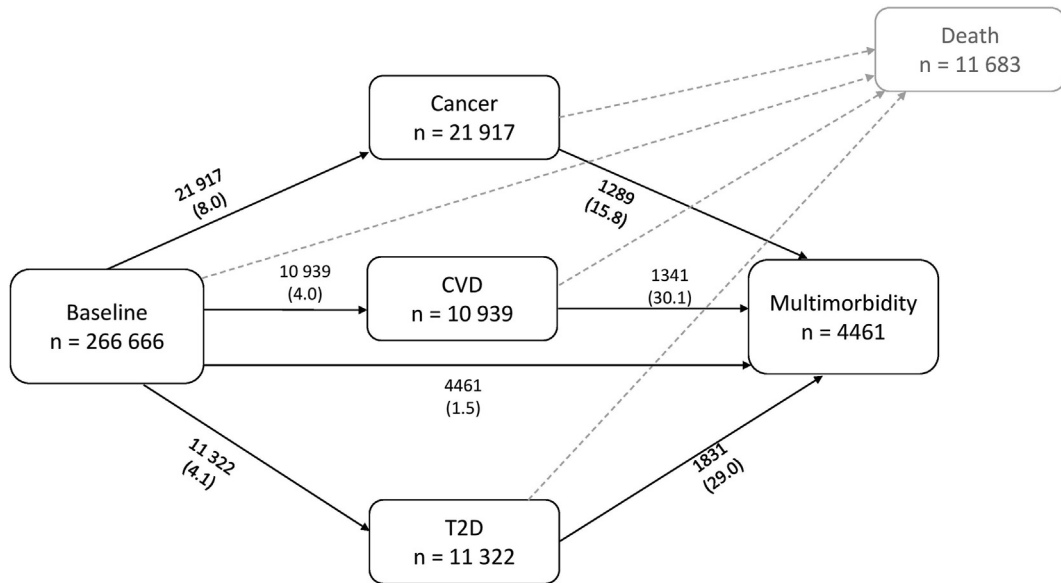 Death
n = 11 683
Cancer
n = 21 917
21 917
(8.0)
1289
(15.8)
10 939
(4.0)
CVD
n = 10 939
1341
(30.1)
Baseline
n = 266 666
Multimorbidity
n = 4461
4461
(1.5)
11 322
(4.1)
1831
(29.0)
T2D
n = 11 322